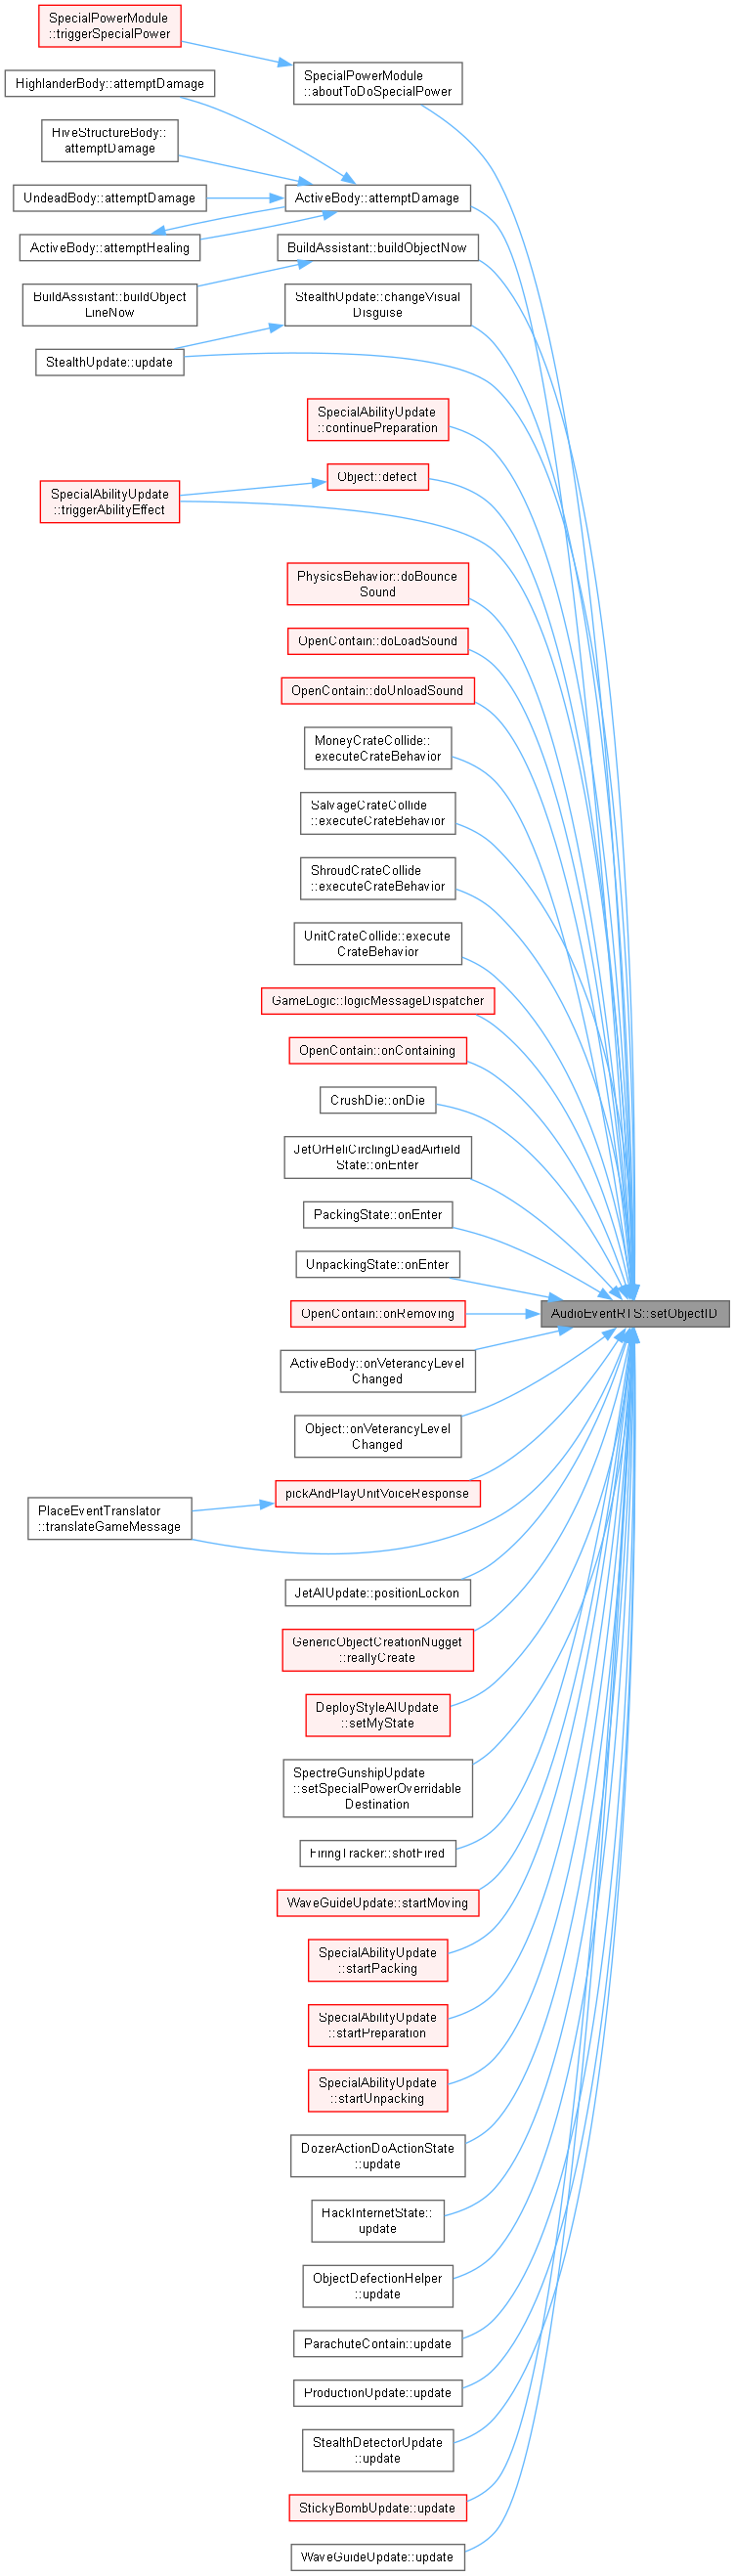 SpecialPowerModule
::triggerSpecialPower
SpecialPowerModule
::aboutToDoSpecialPower
HighlanderBody::attemptDamage
HiveStructureBody::
attemptDamage
UndeadBody::attemptDamage
ActiveBody::attemptDamage
ActiveBody::attemptHealing
BuildAssistant::buildObjectNow
BuildAssistant::buildObject
LineNow
StealthUpdate::changeVisual
Disguise
StealthUpdate::update
SpecialAbilityUpdate
::continuePreparation
Object::defect
SpecialAbilityUpdate
::triggerAbilityEffect
PhysicsBehavior::doBounce
Sound
OpenContain::doLoadSound
OpenContain::doUnloadSound
MoneyCrateCollide::
executeCrateBehavior
SalvageCrateCollide
::executeCrateBehavior
ShroudCrateCollide
::executeCrateBehavior
UnitCrateCollide::execute
CrateBehavior
GameLogic::logicMessageDispatcher
OpenContain::onContaining
CrushDie::onDie
JetOrHeliCirclingDeadAirfield
State::onEnter
PackingState::onEnter
UnpackingState::onEnter
OpenContain::onRemoving
AudioEventRTS::setObjectID
ActiveBody::onVeterancyLevel
Changed
Object::onVeterancyLevel
Changed
pickAndPlayUnitVoiceResponse
PlaceEventTranslator
::translateGameMessage
JetAIUpdate::positionLockon
GenericObjectCreationNugget
::reallyCreate
DeployStyleAIUpdate
::setMyState
SpectreGunshipUpdate
::setSpecialPowerOverridable
Destination
FiringTracker::shotFired
WaveGuideUpdate::startMoving
SpecialAbilityUpdate
::startPacking
SpecialAbilityUpdate
::startPreparation
SpecialAbilityUpdate
::startUnpacking
DozerActionDoActionState
::update
HackInternetState::
update
ObjectDefectionHelper
::update
ParachuteContain::update
ProductionUpdate::update
StealthDetectorUpdate
::update
StickyBombUpdate::update
WaveGuideUpdate::update